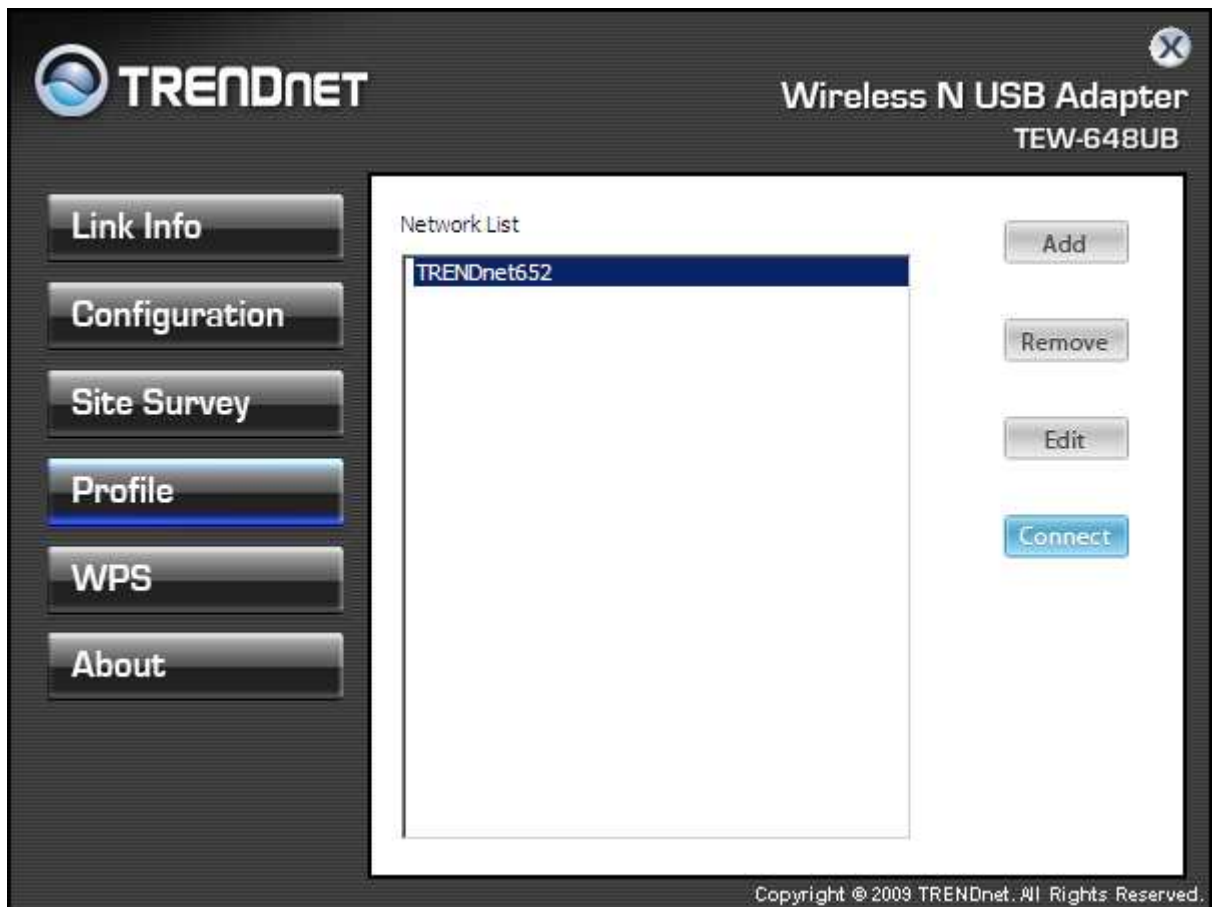 TRENDnet
Wireless N USB Adapter
TEW-648UB
Link Info
Configuration
Site Survey
Profile
WPS
About
Network List
TRENDnet652
Add
Remove
Edit
Connect
Copyright © 2009 TRENDnet. All Rights Reserved.